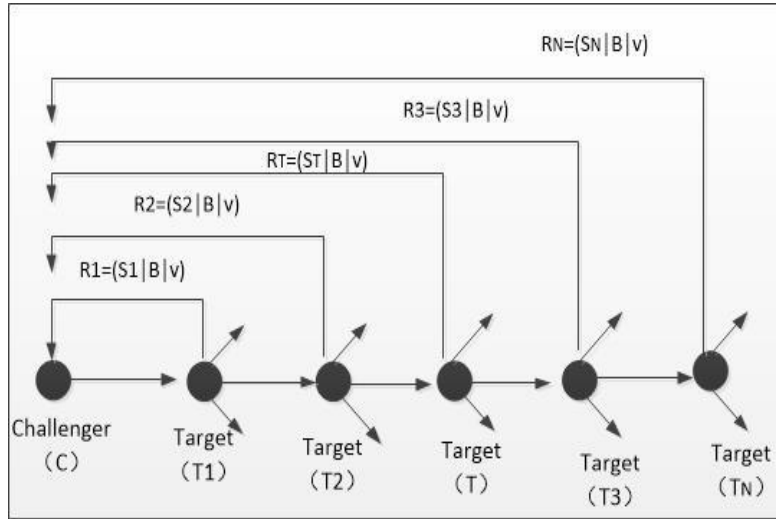 RN=(SN|B|v)
R3=(S3|B|v)
RT=(ST|B|v)
R2=(S2|B|v)
R1=(S1|B|v)
Challenger
（C）
Target
（T1）
Target
（T2）
Target
（T）
Target
（T3）
Target
（TN）